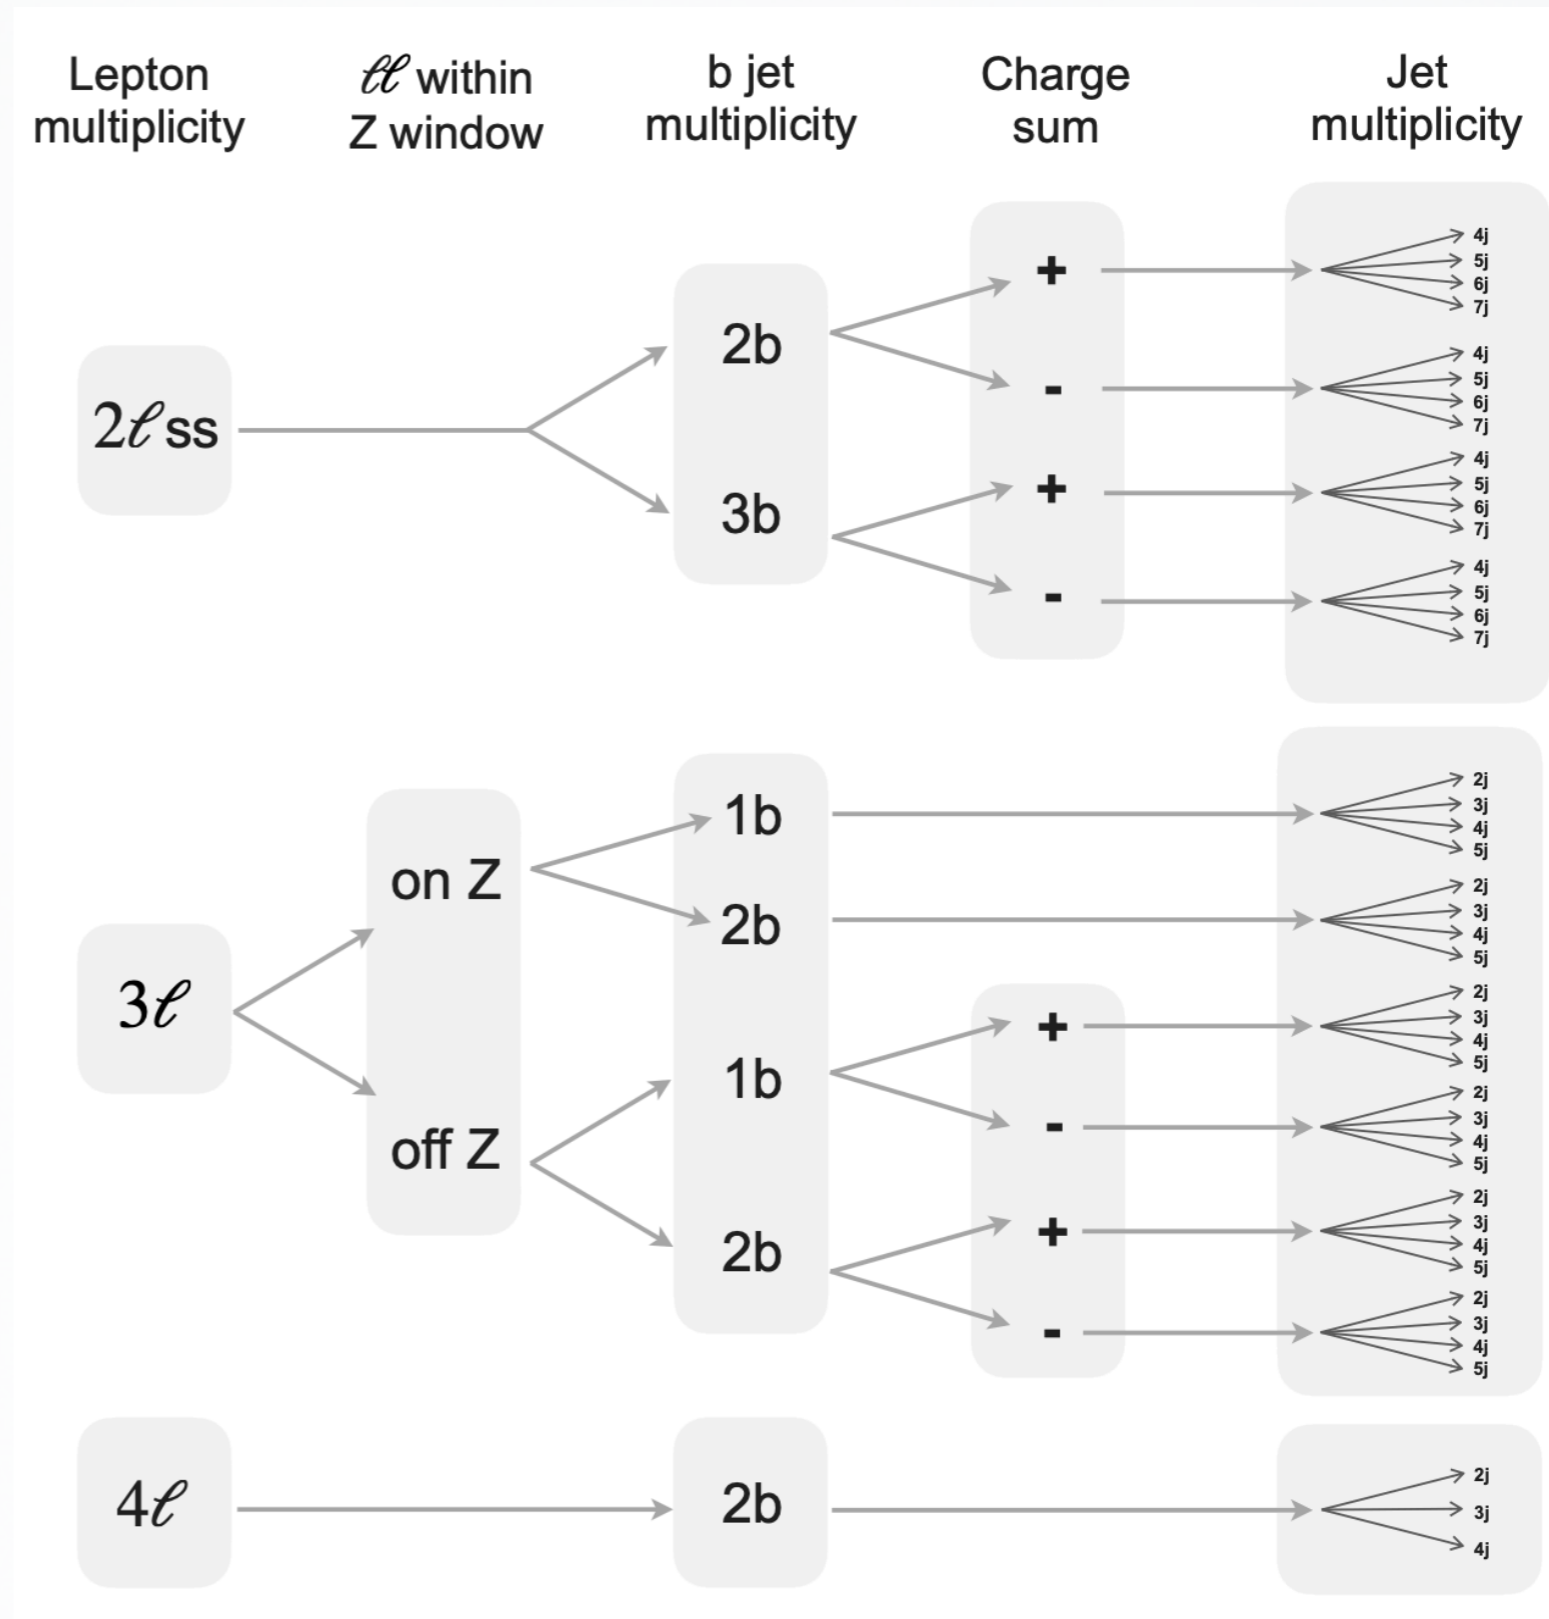 Lepton
multiplicity
ℓℓ within
Z window
b jet
multiplicity
Charge
sum
Jet
multiplicity
2ℓ ss
2b
3b
+
-
+
-
4j
5j
6j
7j
4j
5j
6j
7j
4j
5j
6j
7j
4j
5j
6j
7j
3ℓ
on Z
off Z
1b
2b
1b
2b
+
-
+
-
2j
3j
4j
5j
2j
3j
4j
5j
2j
3j
4j
5j
2j
3j
4j
5j
2j
3j
4j
5j
2j
3j
4j
5j
4ℓ
2b
2j
3j
4j